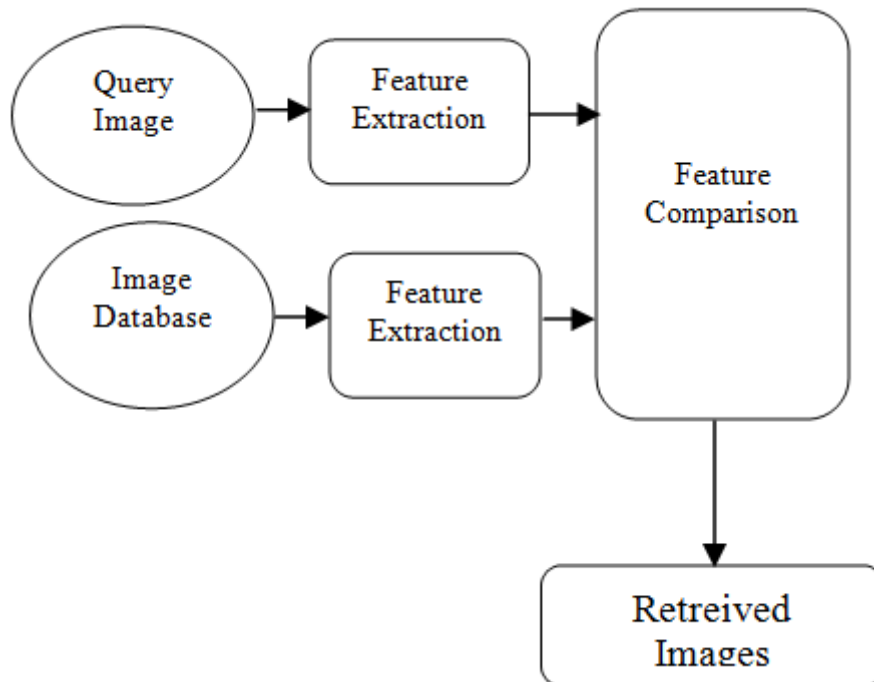 Query
Image
Feature
Extraction
Feature
Comparison
Image
Database
Feature
Extraction
Retreived
Images